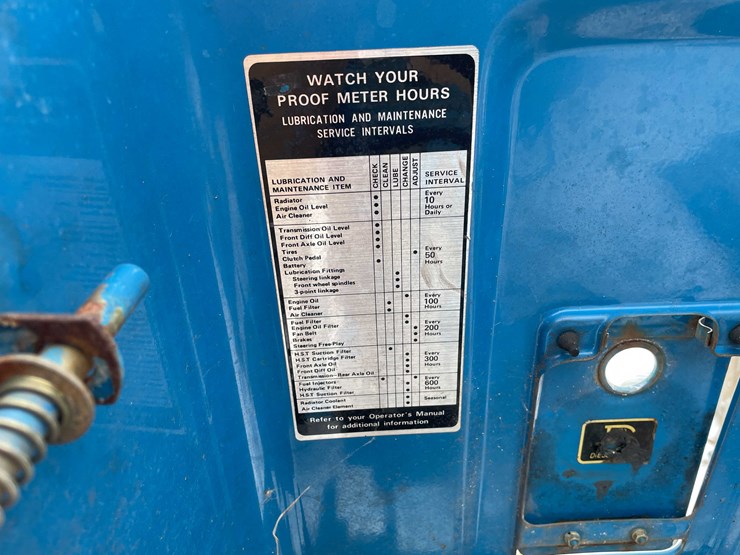 WATCH YOUR
PROOF METER HOURS
LUBRICATION AND MAINTENANCE
SERVICE INTERVALS
LUBRICATION AND
MAINTENANCE ITEM
CHECK
CLEAN
LUBE
CHANGE
ADJUST
SERVICE
INTERVAL
Radiator
Engine Oil Level
Air Cleaner
Every
10
Hours or
Daily
Transmission Oil Level
Front Diff Oil Level
Front Axle Oil Level
Tires
Clutch Pedal
Battery
Lubrication Fittings
Steering linkage
Front wheel spindles
3-point linkage
Every
50
Hours
Engine Oil
Fuel Filter
Air Cleaner
Every
100
Hours
Fuel Filter
Engine Oil Filter
Fan Belt
Brakes
Steering Free-Play
Every
200
Hours
H.S.T Suction Filter
H.S.T Cartridge Filter
Front Axle Oil
Front Diff Oil
Transmission-Rear Axle Oil
Every
300
Hours
Fuel Injectors
Hydraulic Filter
H.S.T Suction Filter
Every
600
Hours
Radiator Coolant
Air Cleaner Element
Seasonal
Refer to your Operator's Manual
for additional information
D